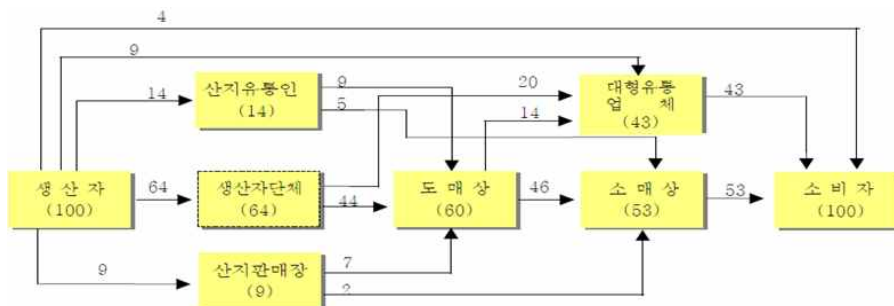 4
9
14
산지유통인
(14)
9
5
20
14
대형유통
업 체
(43)
43
생 산 자
(100)
64
생산자단체
(64)
44
도 매 상
(60)
46
소 매 상
(53)
53
소 비 자
(100)
9
산지판매장
(9)
7
2